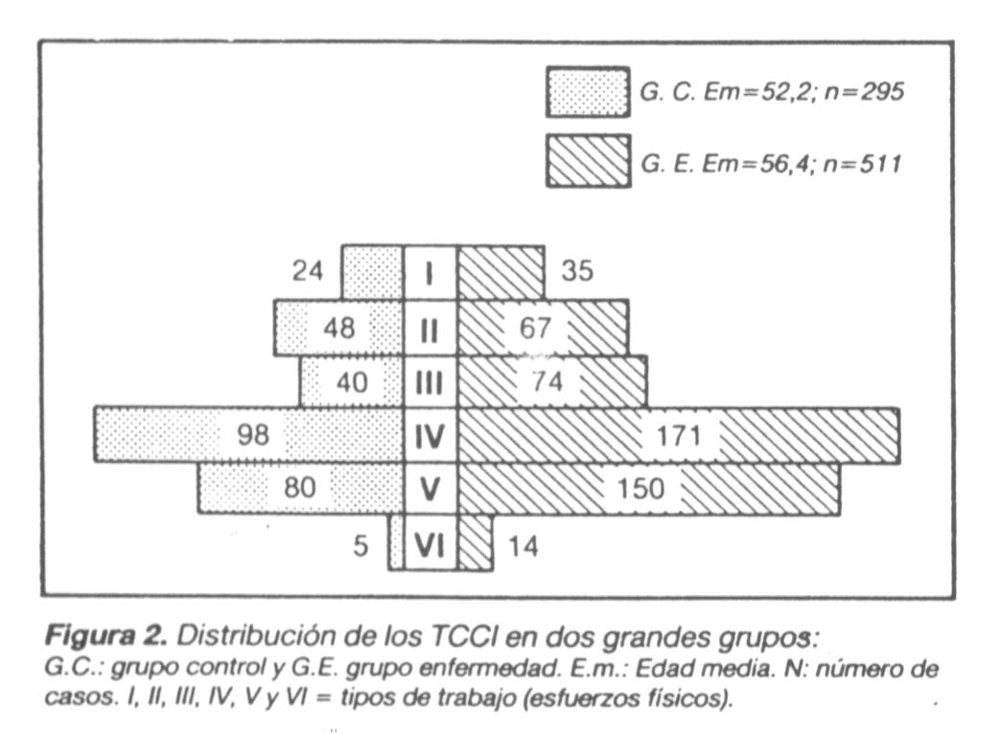 G. C. Em=52,2; n=295
G. E. Em=56,4; n=511
24 I 35
48 II 67
40 III 74
98 IV 171
80 V 150
5 VI 14
Figura 2. Distribución de los TCCI en dos grandes grupos:
G.C.: grupo control y G.E. grupo enfermedad. E.m.: Edad media. N: número de
casos. I, II, III, IV, V y VI = tipos de trabajo (esfuerzos físicos).